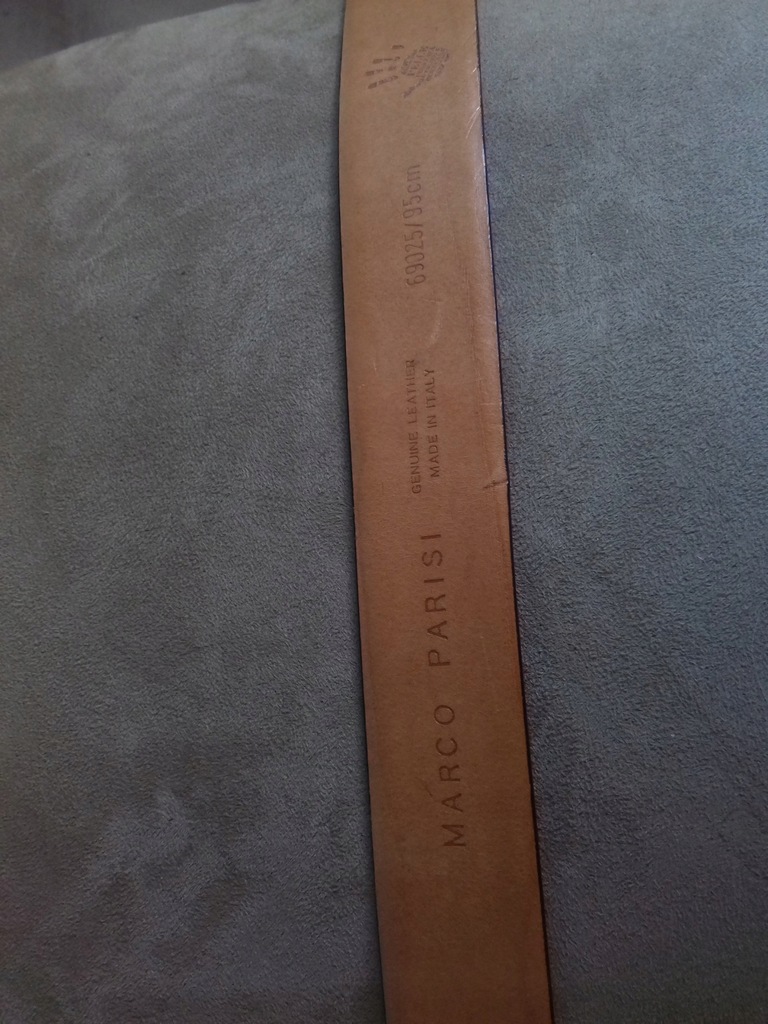 MARCO PARISI
GENUINE LEATHER
MADE IN ITALY
69025/95cm